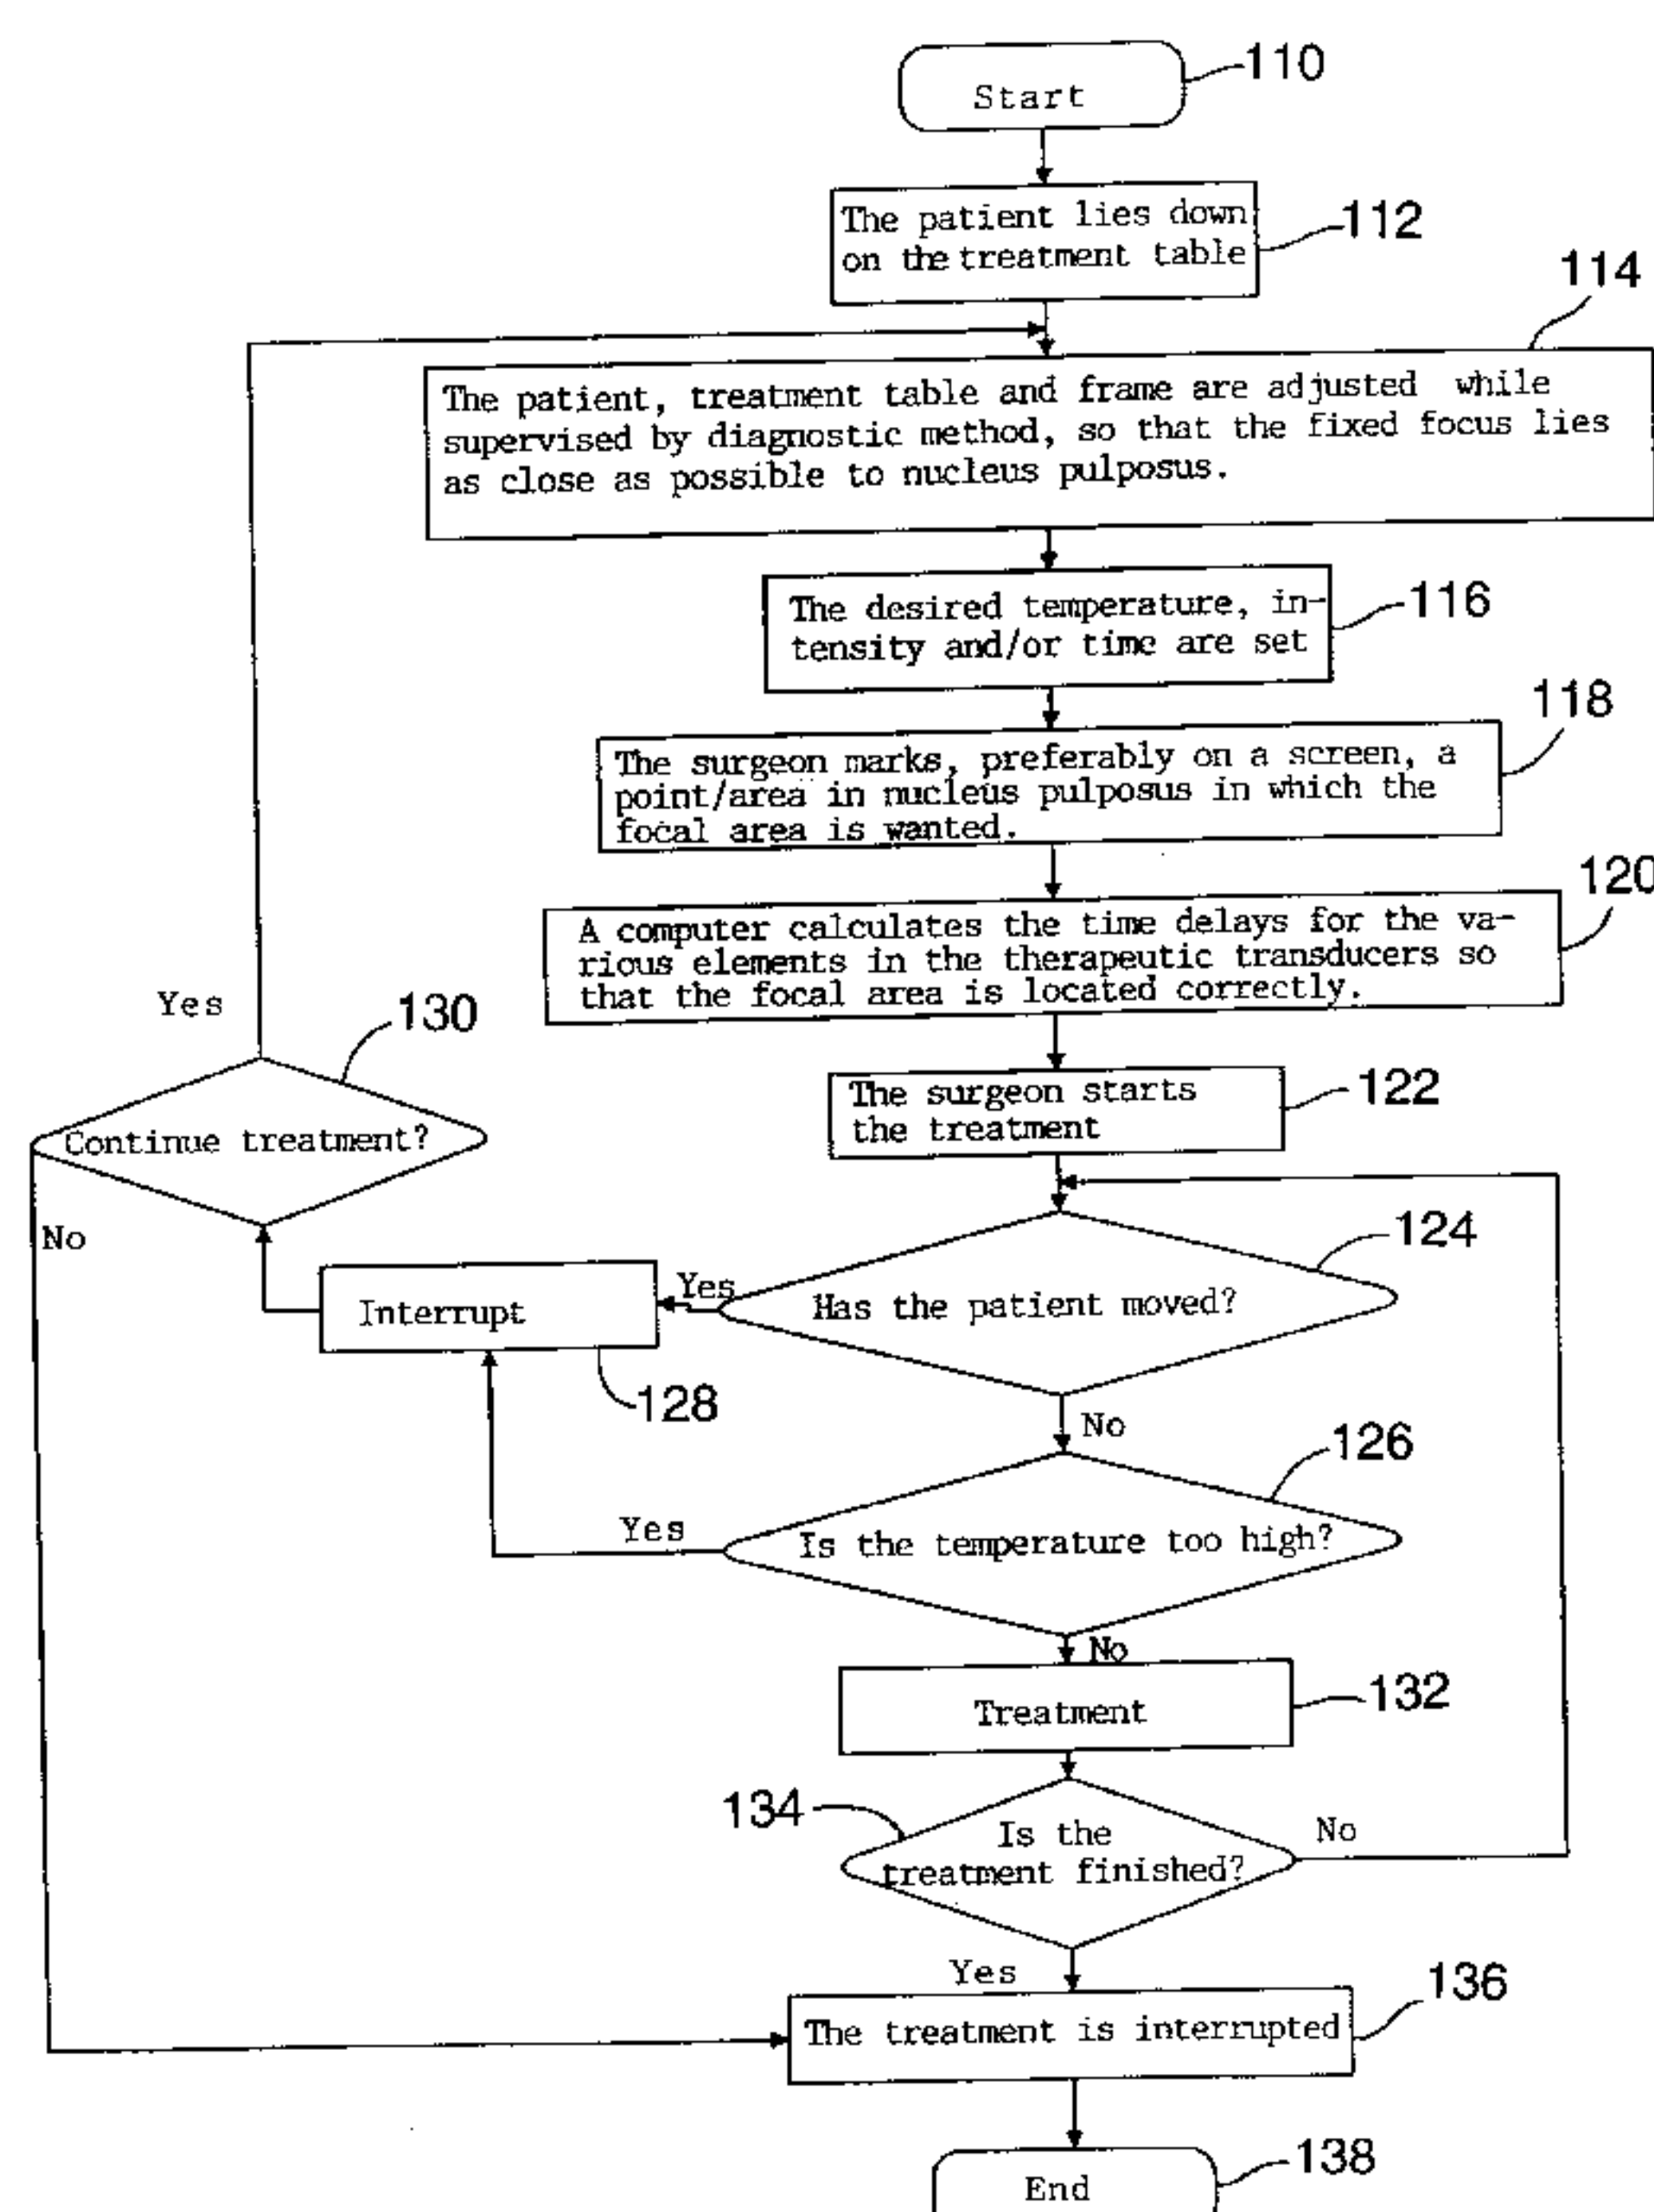 Start
110
The patient lies down
on the treatment table
112
114
The patient, treatment table and frame are adjusted while
supervised by diagnostic method, so that the fixed focus lies
as close as possible to nucleus pulposus.
The desired temperature, in-
tensity and/or time are set
116
118
The surgeon marks, preferably on a screen, a
point/area in nucleus pulposus in which the
focal area is wanted.
120
A computer calculates the time delays for the va-
rious elements in the therapeutic transducers so
that the focal area is located correctly.
Yes
130
The surgeon starts
the treatment
122
Continue treatment?
No
124
Yes
Has the patient moved?
Interrupt
128
No
126
Yes
Is the temperature too high?
No
Treatment
132
134
Is the
treatment finished?
No
Yes
136
The treatment is interrupted
138
End